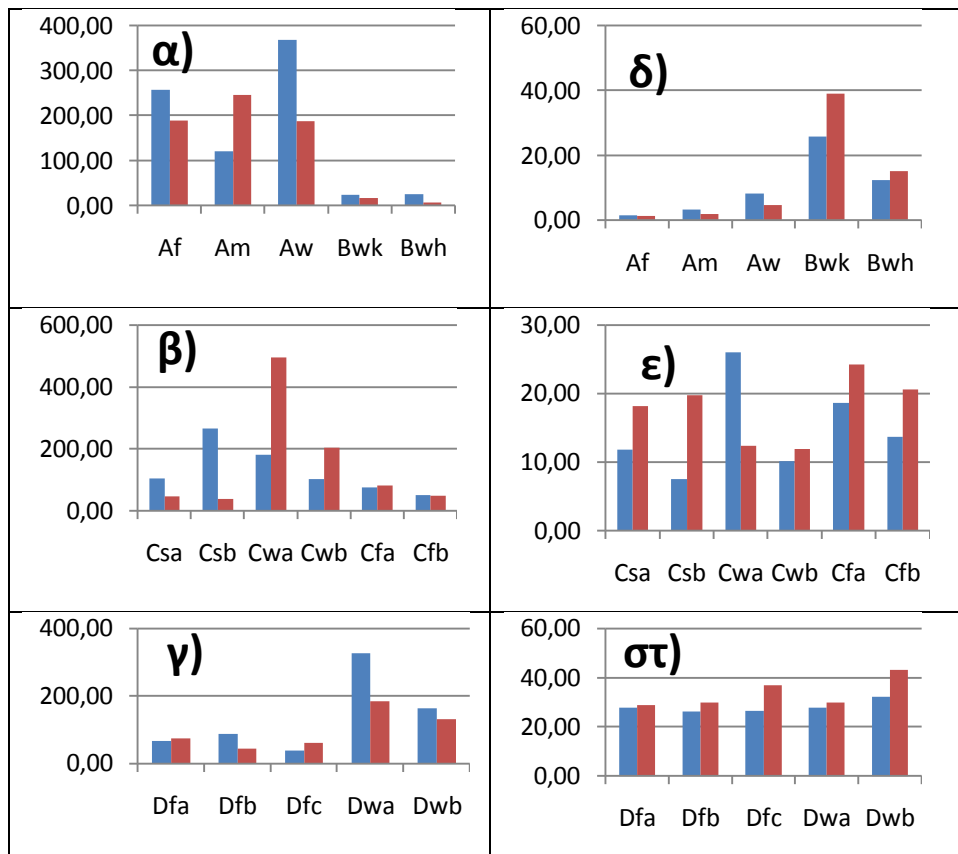 α)
400,00
300,00
200,00
100,00
0,00
Af Am Aw Bwk Bwh
δ)
60,00
40,00
20,00
0,00
Af Am Aw Bwk Bwh
β)
600,00
400,00
200,00
0,00
Csa Csb Cwa Cwb Cfa Cfb
ε)
30,00
20,00
10,00
0,00
Csa Csb Cwa Cwb Cfa Cfb
γ)
400,00
200,00
0,00
Dfa Dfb Dfc Dwa Dwb
στ)
60,00
40,00
20,00
0,00
Dfa Dfb Dfc Dwa Dwb